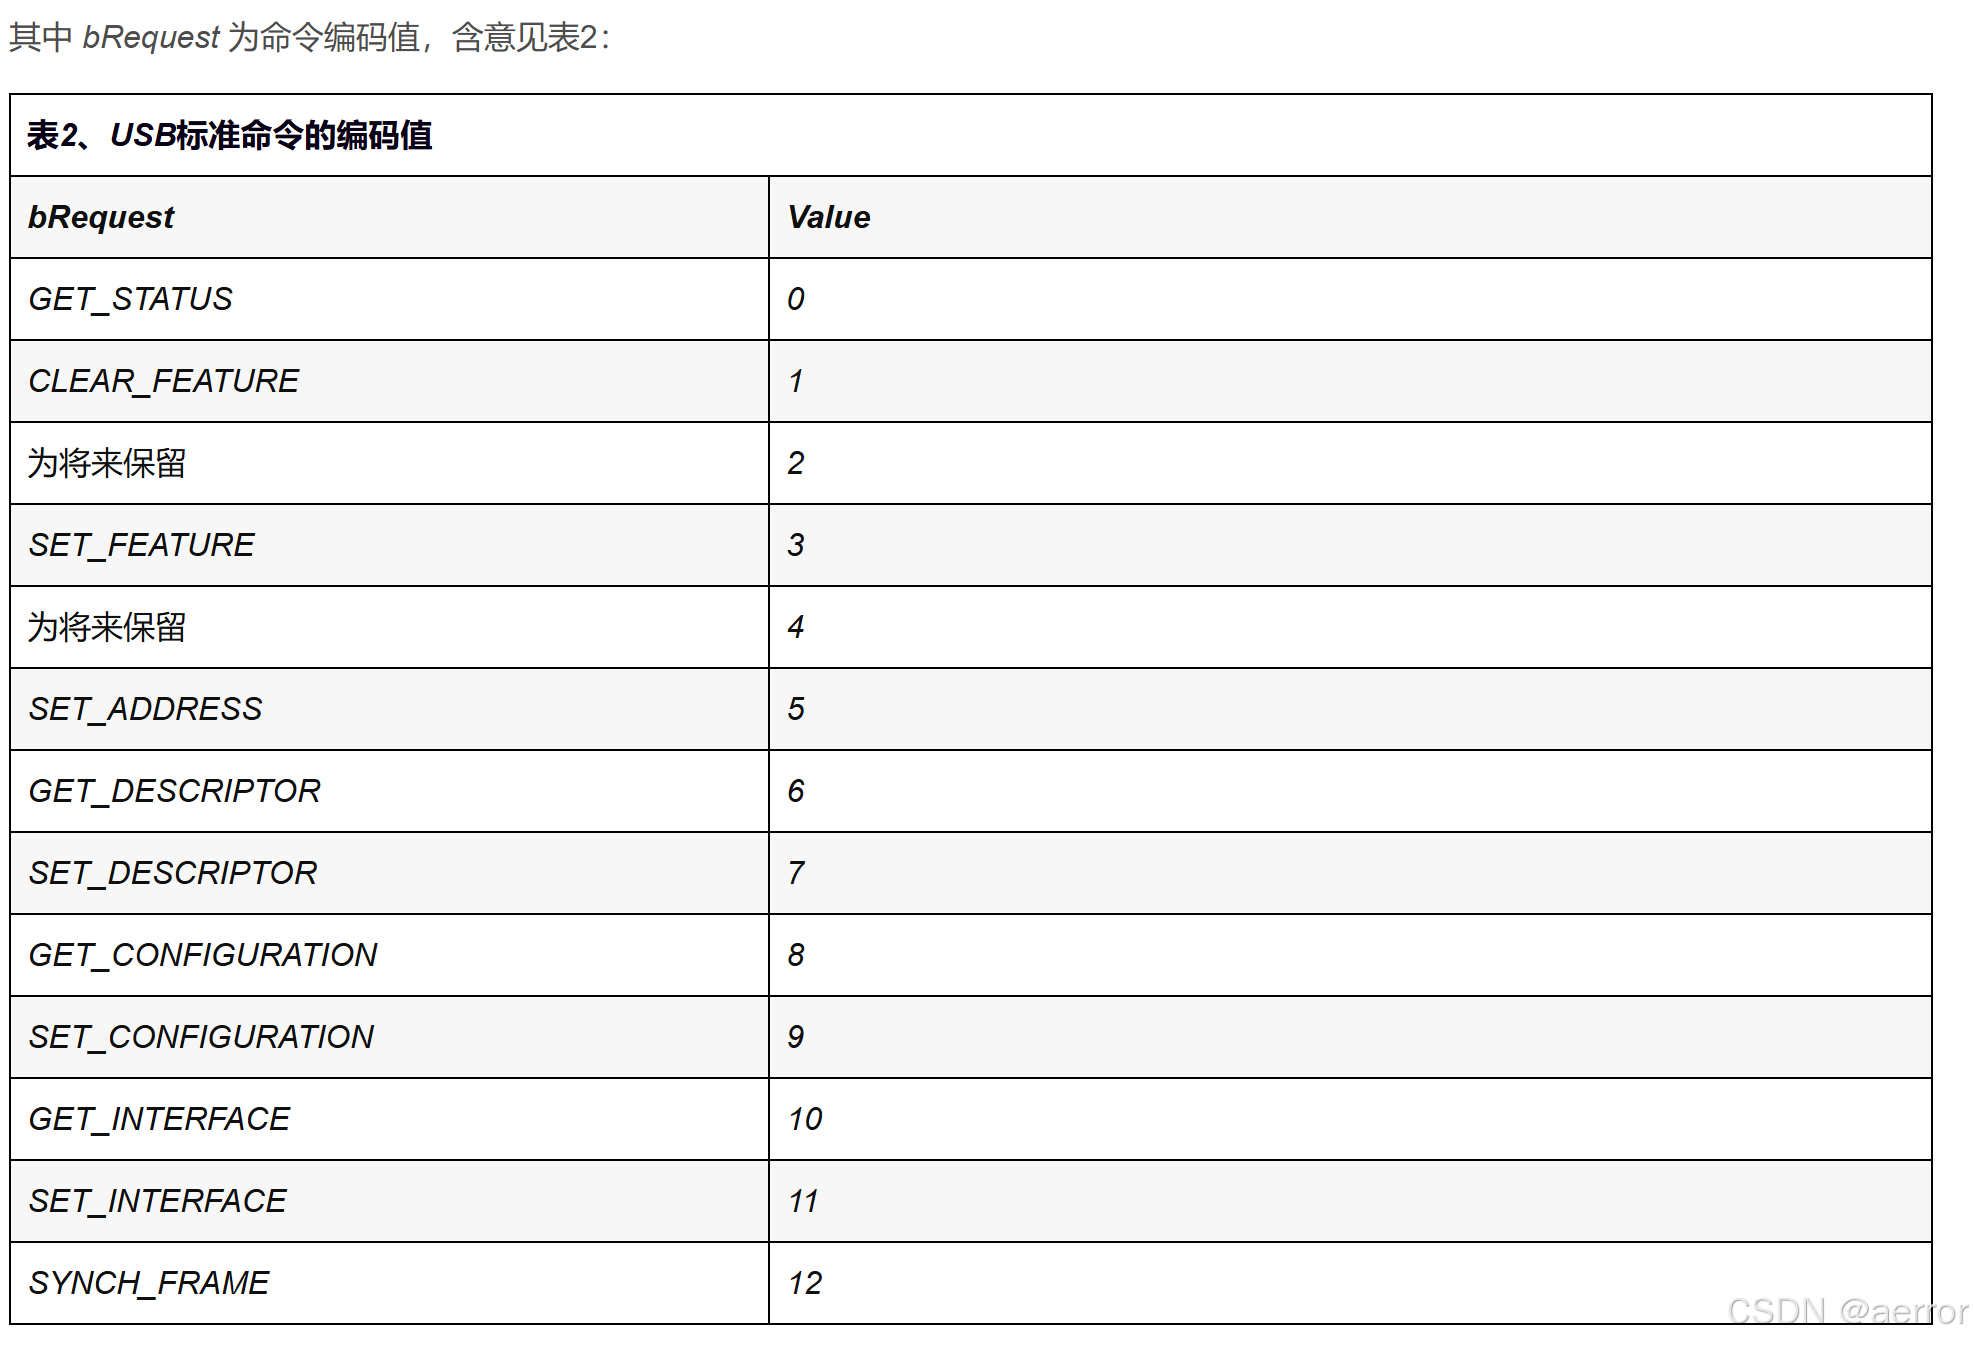 其中 bRequest 为命令编码值，含意见表2：
表2、USB标准命令的编码值
bRequest Value
GET_STATUS 0
CLEAR_FEATURE 1
为将来保留 2
SET_FEATURE 3
为将来保留 4
SET_ADDRESS 5
GET_DESCRIPTOR 6
SET_DESCRIPTOR 7
GET_CONFIGURATION 8
SET_CONFIGURATION 9
GET_INTERFACE 10
SET_INTERFACE 11
SYNCH_FRAME 12
CSDN @aerror